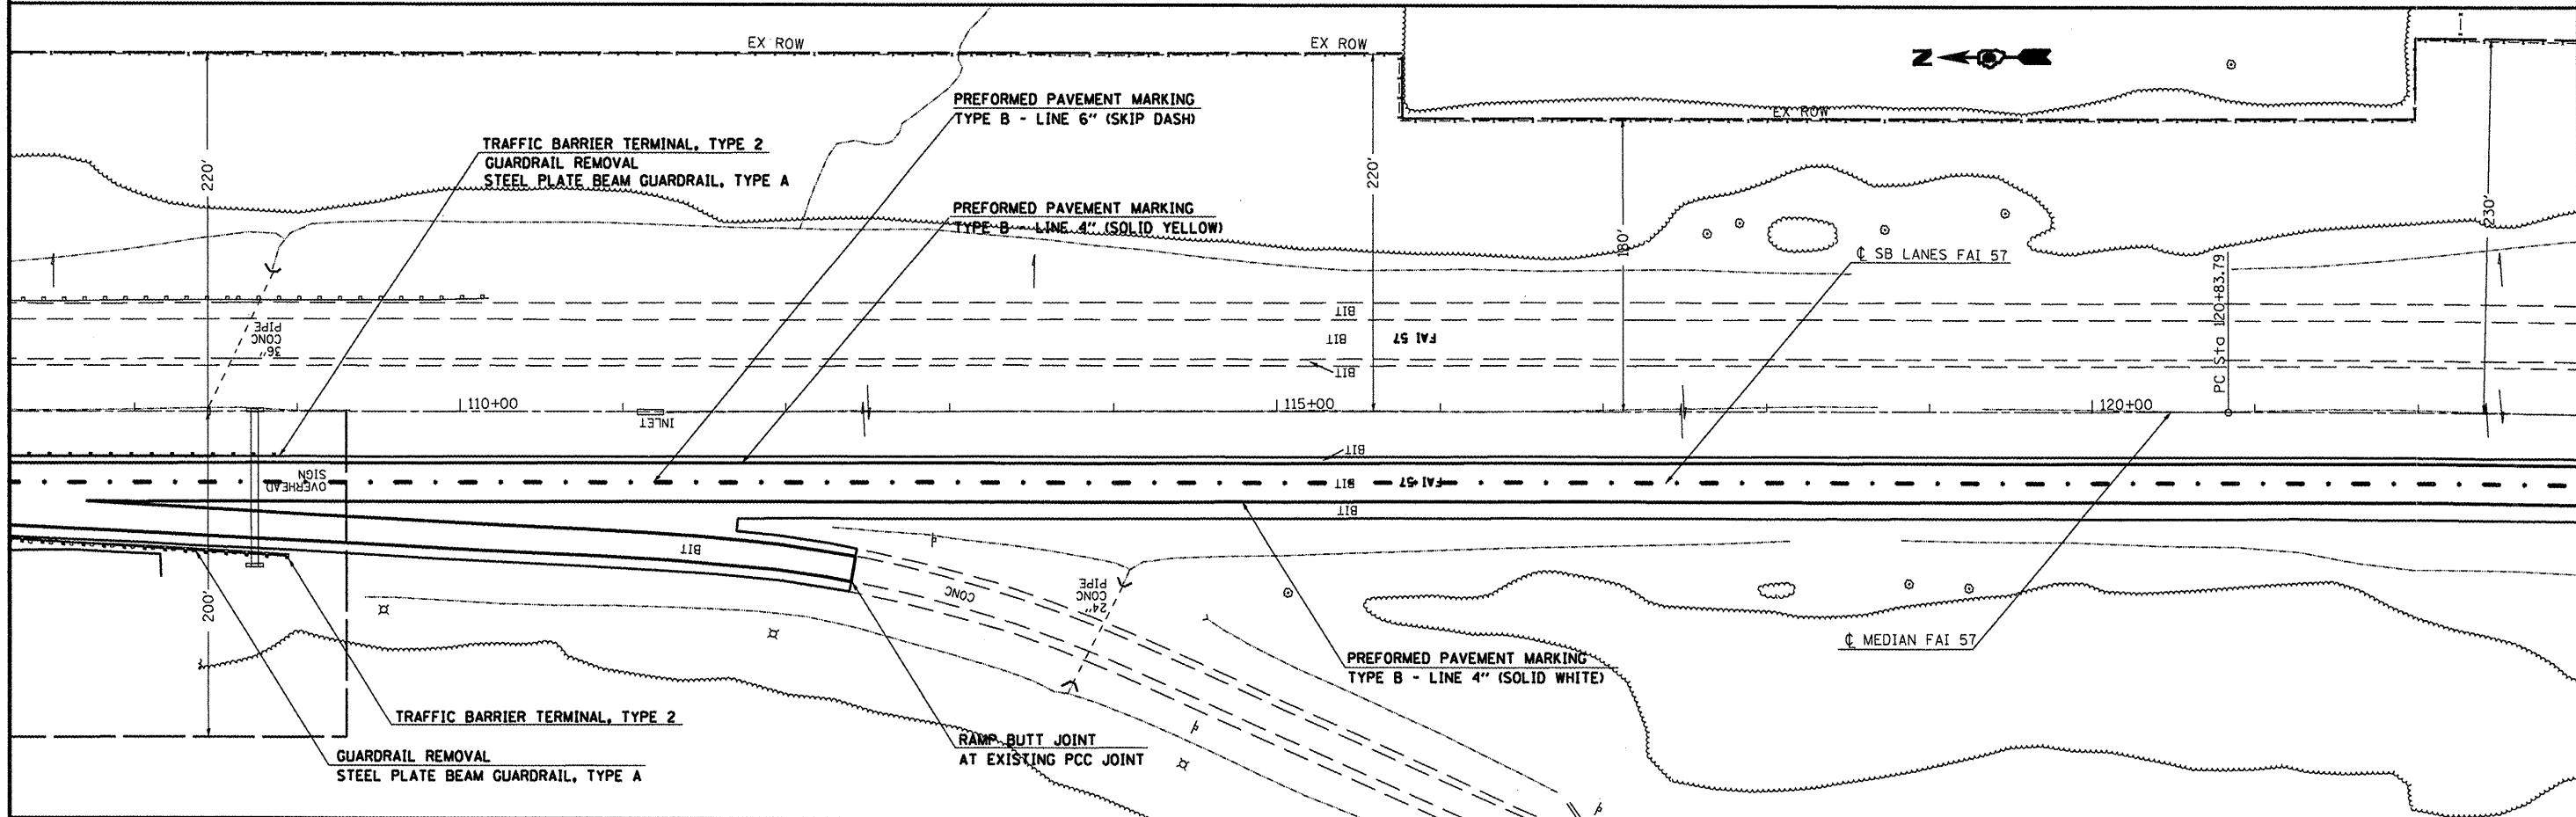 EX ROW
EX ROW
N
EX ROW
PREFORMED PAVEMENT MARKING
TYPE B - LINE 6" (SKIP DASH)
TRAFFIC BARRIER TERMINAL, TYPE 2
GUARDRAIL REMOVAL
STEEL PLATE BEAM GUARDRAIL, TYPE A
220'
220'
180'
230'
PREFORMED PAVEMENT MARKING
TYPE B - LINE 4" (SOLID YELLOW)
℄ SB LANES FAI 57
PC Sta 120+83.79
36"
CONC
PIPE
BIT
BIT
FAI 57
BIT
110+00
115+00
120+00
INLET
BIT
OVERHEAD
SIGN
BIT
FAI 57
BIT
BIT
CONC
24"
CONC
PIPE
200'
℄ MEDIAN FAI 57
PREFORMED PAVEMENT MARKING
TYPE B - LINE 4" (SOLID WHITE)
TRAFFIC BARRIER TERMINAL, TYPE 2
RAMP BUTT JOINT
AT EXISTING PCC JOINT
GUARDRAIL REMOVAL
STEEL PLATE BEAM GUARDRAIL, TYPE A